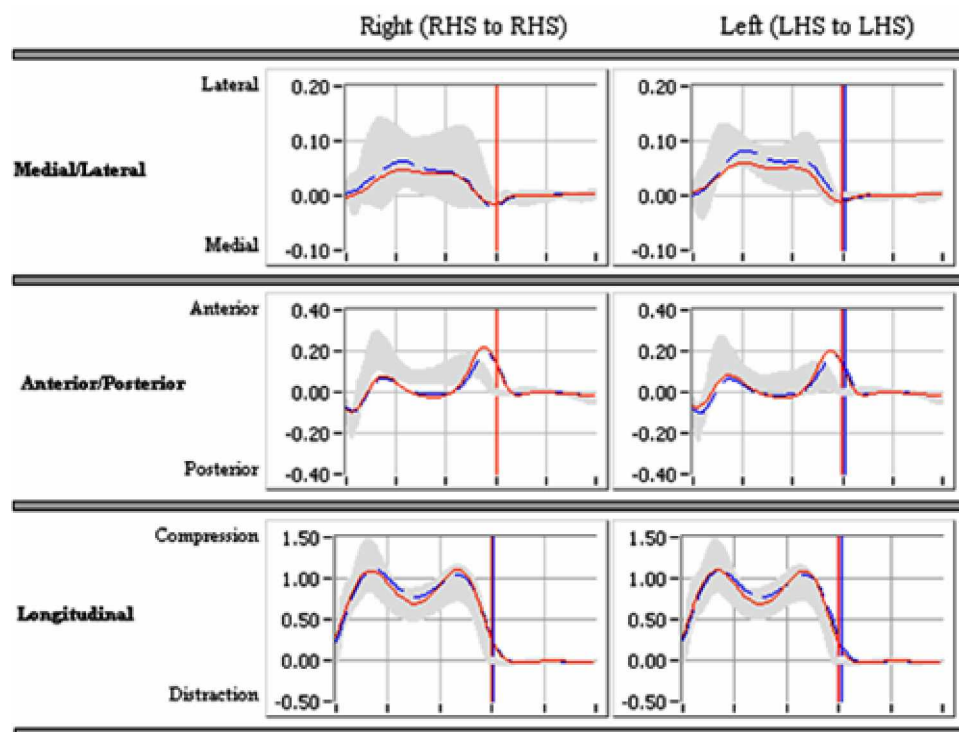 Right (RHS to RHS) Left (LHS to LHS)
Lateral
Medial/Lateral
Medial
0.20
0.10
0.00
-0.10
0.20
0.10
0.00
-0.10
Anterior
Anterior/Posterior
Posterior
0.40
0.20
0.00
-0.20
-0.40
0.40
0.20
0.00
-0.20
-0.40
Compression
Longitudinal
Distraction
1.50
1.00
0.50
0.00
-0.50
1.50
1.00
0.50
0.00
-0.50